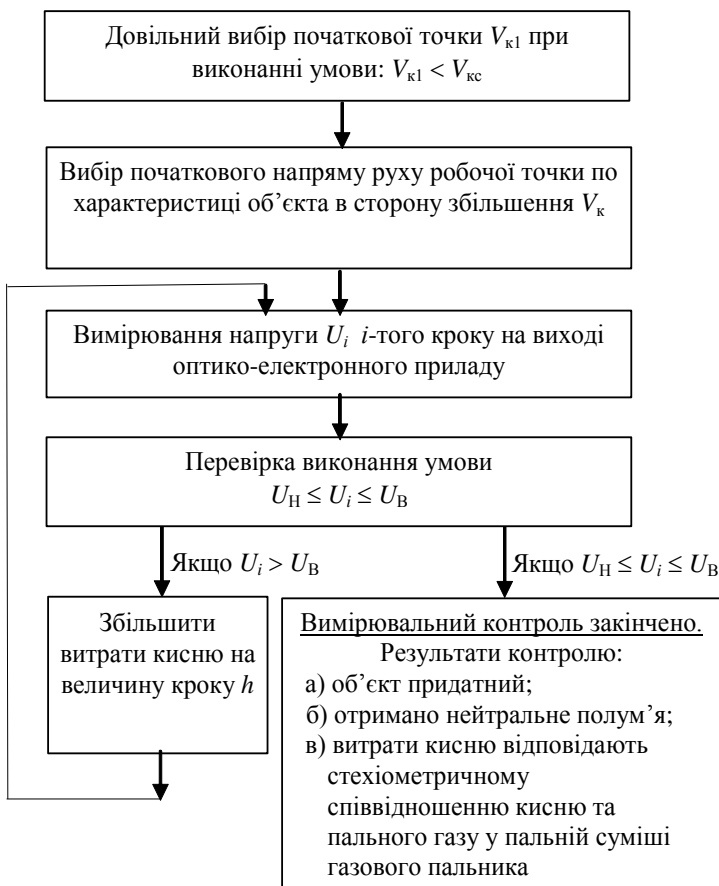 Довільний вибір початкової точки Vк1 при
виконанні умови: Vк1 < Vкс
Вибір початкового напряму руху робочої точки по
характеристиці об’єкта в сторону збільшення Vк
Вимірювання напруги Ui i-того кроку на виході
оптико-електронного приладу
Перевірка виконання умови
UН ≤ Ui ≤ UВ
Якщо Ui > UВ
Якщо UН ≤ Ui ≤ UВ
Збільшити
витрати кисню на
величину кроку h
Вимірювальний контроль закінчено.
Результати контролю:
а) об’єкт придатний;
б) отримано нейтральне полум’я;
в) витрати кисню відповідають
стехіометричному
співвідношенню кисню та
пального газу у пальній суміші
газового пальника